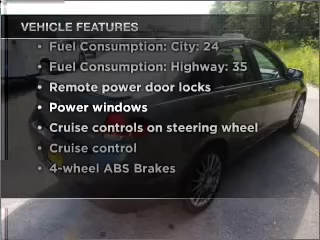 VEHICLE FEATURES
• Fuel Consumption: City: 24
• Fuel Consumption: Highway: 35
• Remote power door locks
• Power windows
• Cruise controls on steering wheel
• Cruise control
• 4-wheel ABS Brakes